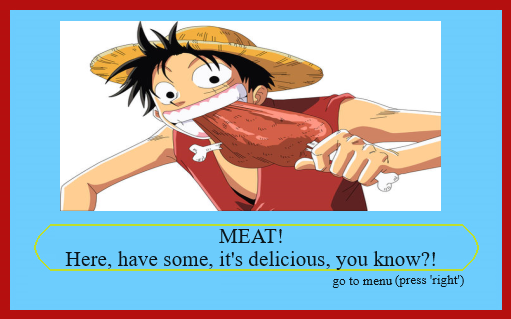 MEAT!
Here, have some, it's delicious, you know?!
go to menu (press 'right')